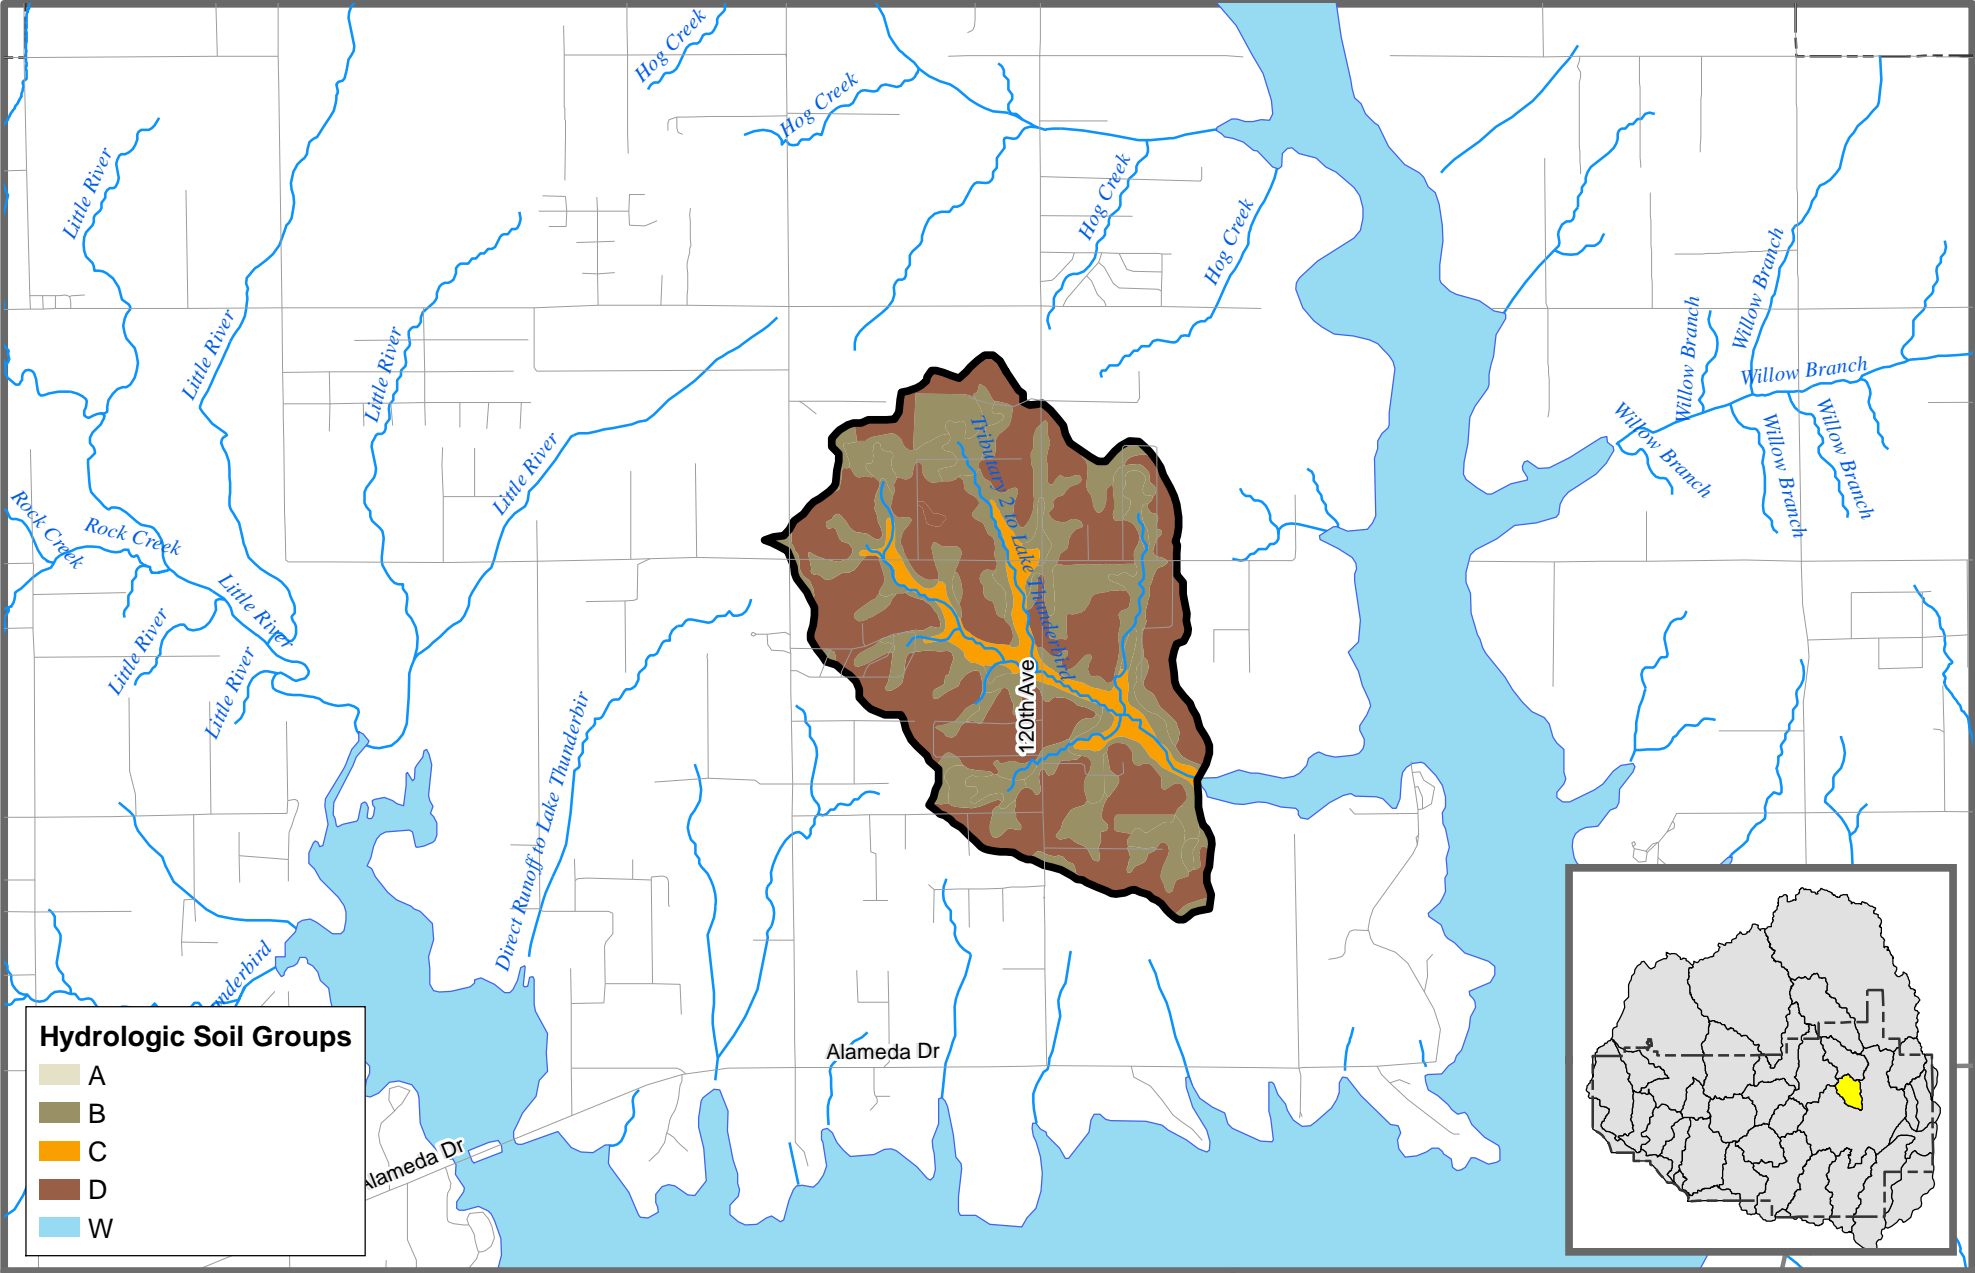 Hog Creek
Hog Creek
Hog Creek
Hog Creek
Little River
Little River
Little River
Little River
Willow Branch
Willow Branch
Willow Branch
Willow Branch
Willow Branch
Willow Branch
Rock Creek
Rock Creek
Little River
Little River
Little River
Tributary 2 to Lake Thunderbird
120th Ave
Direct Runoff to Lake Thunderbir
nderbird
Alameda Dr
Alameda Dr
Hydrologic Soil Groups
A
B
C
D
W